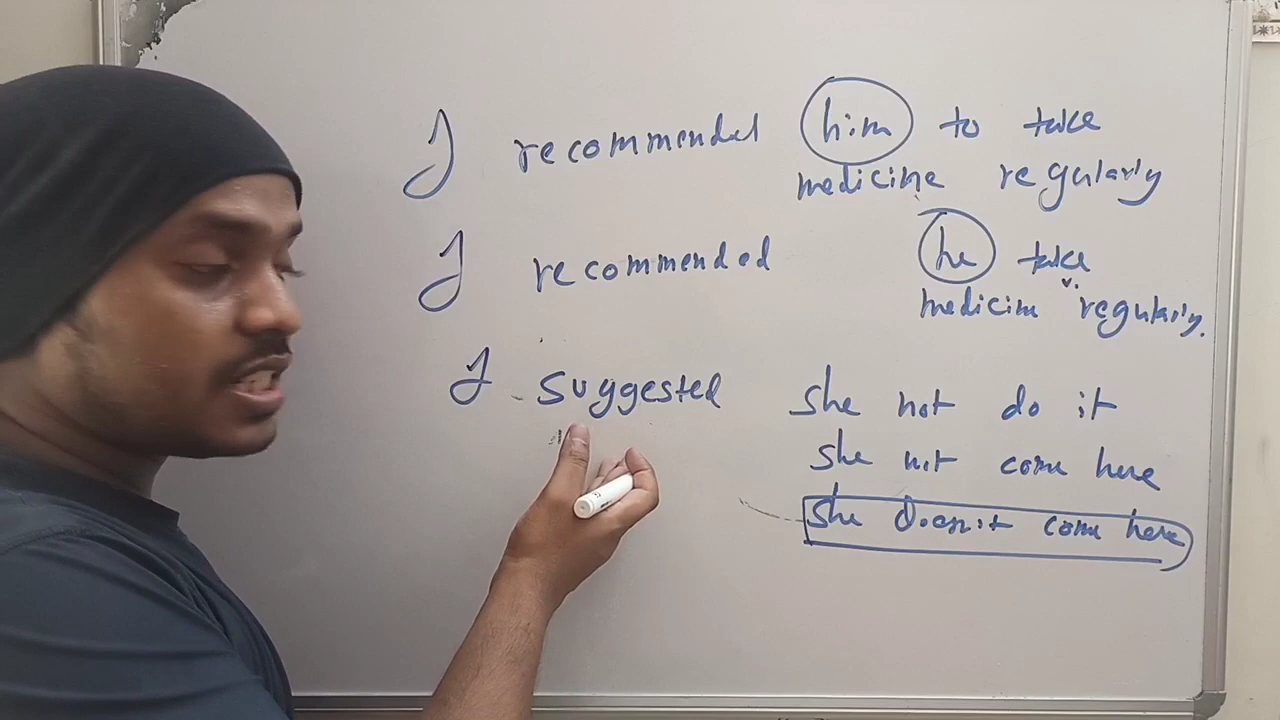 I recommended him to take
medicine regularly
I recommended he take
medicine regularly.
I suggested she not do it
she not come here
she doesn't come here